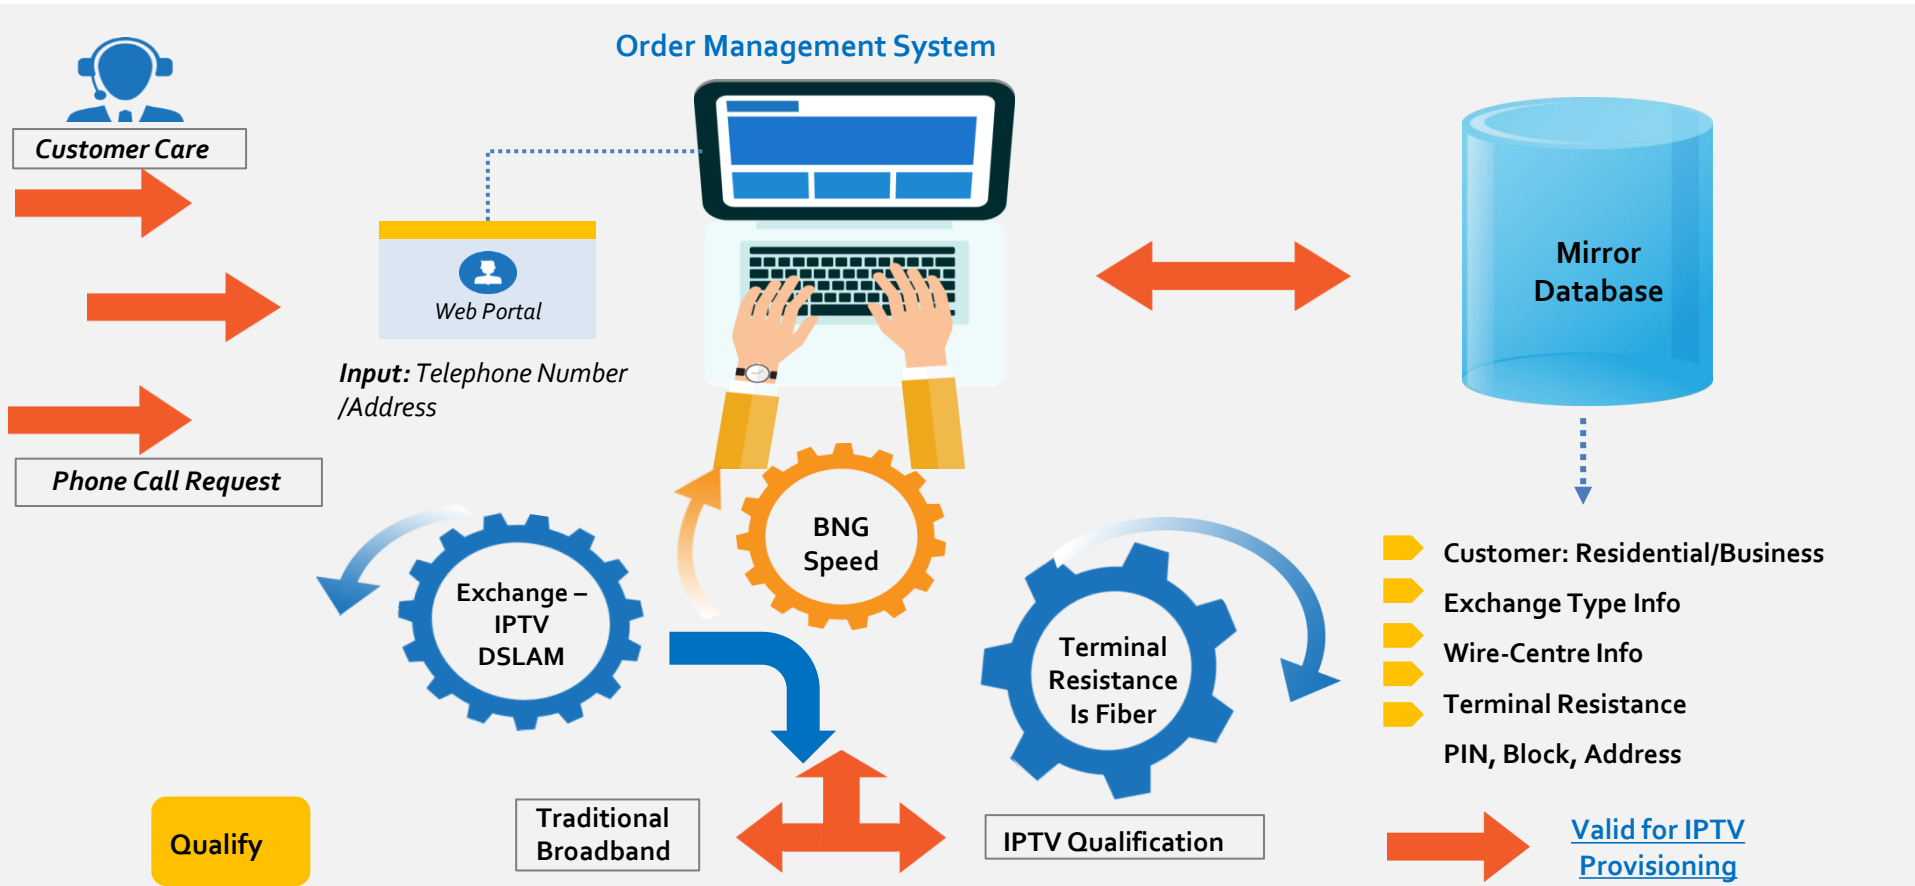 Order Management System
Customer Care
Web Portal
Input: Telephone Number
/Address
Phone Call Request
Mirror
Database
Exchange –
IPTV
DSLAM
BNG
Speed
Terminal
Resistance
Is Fiber
Customer: Residential/Business
Exchange Type Info
Wire-Centre Info
Terminal Resistance
PIN, Block, Address
Qualify
Traditional
Broadband
IPTV Qualification
Valid for IPTV
Provisioning